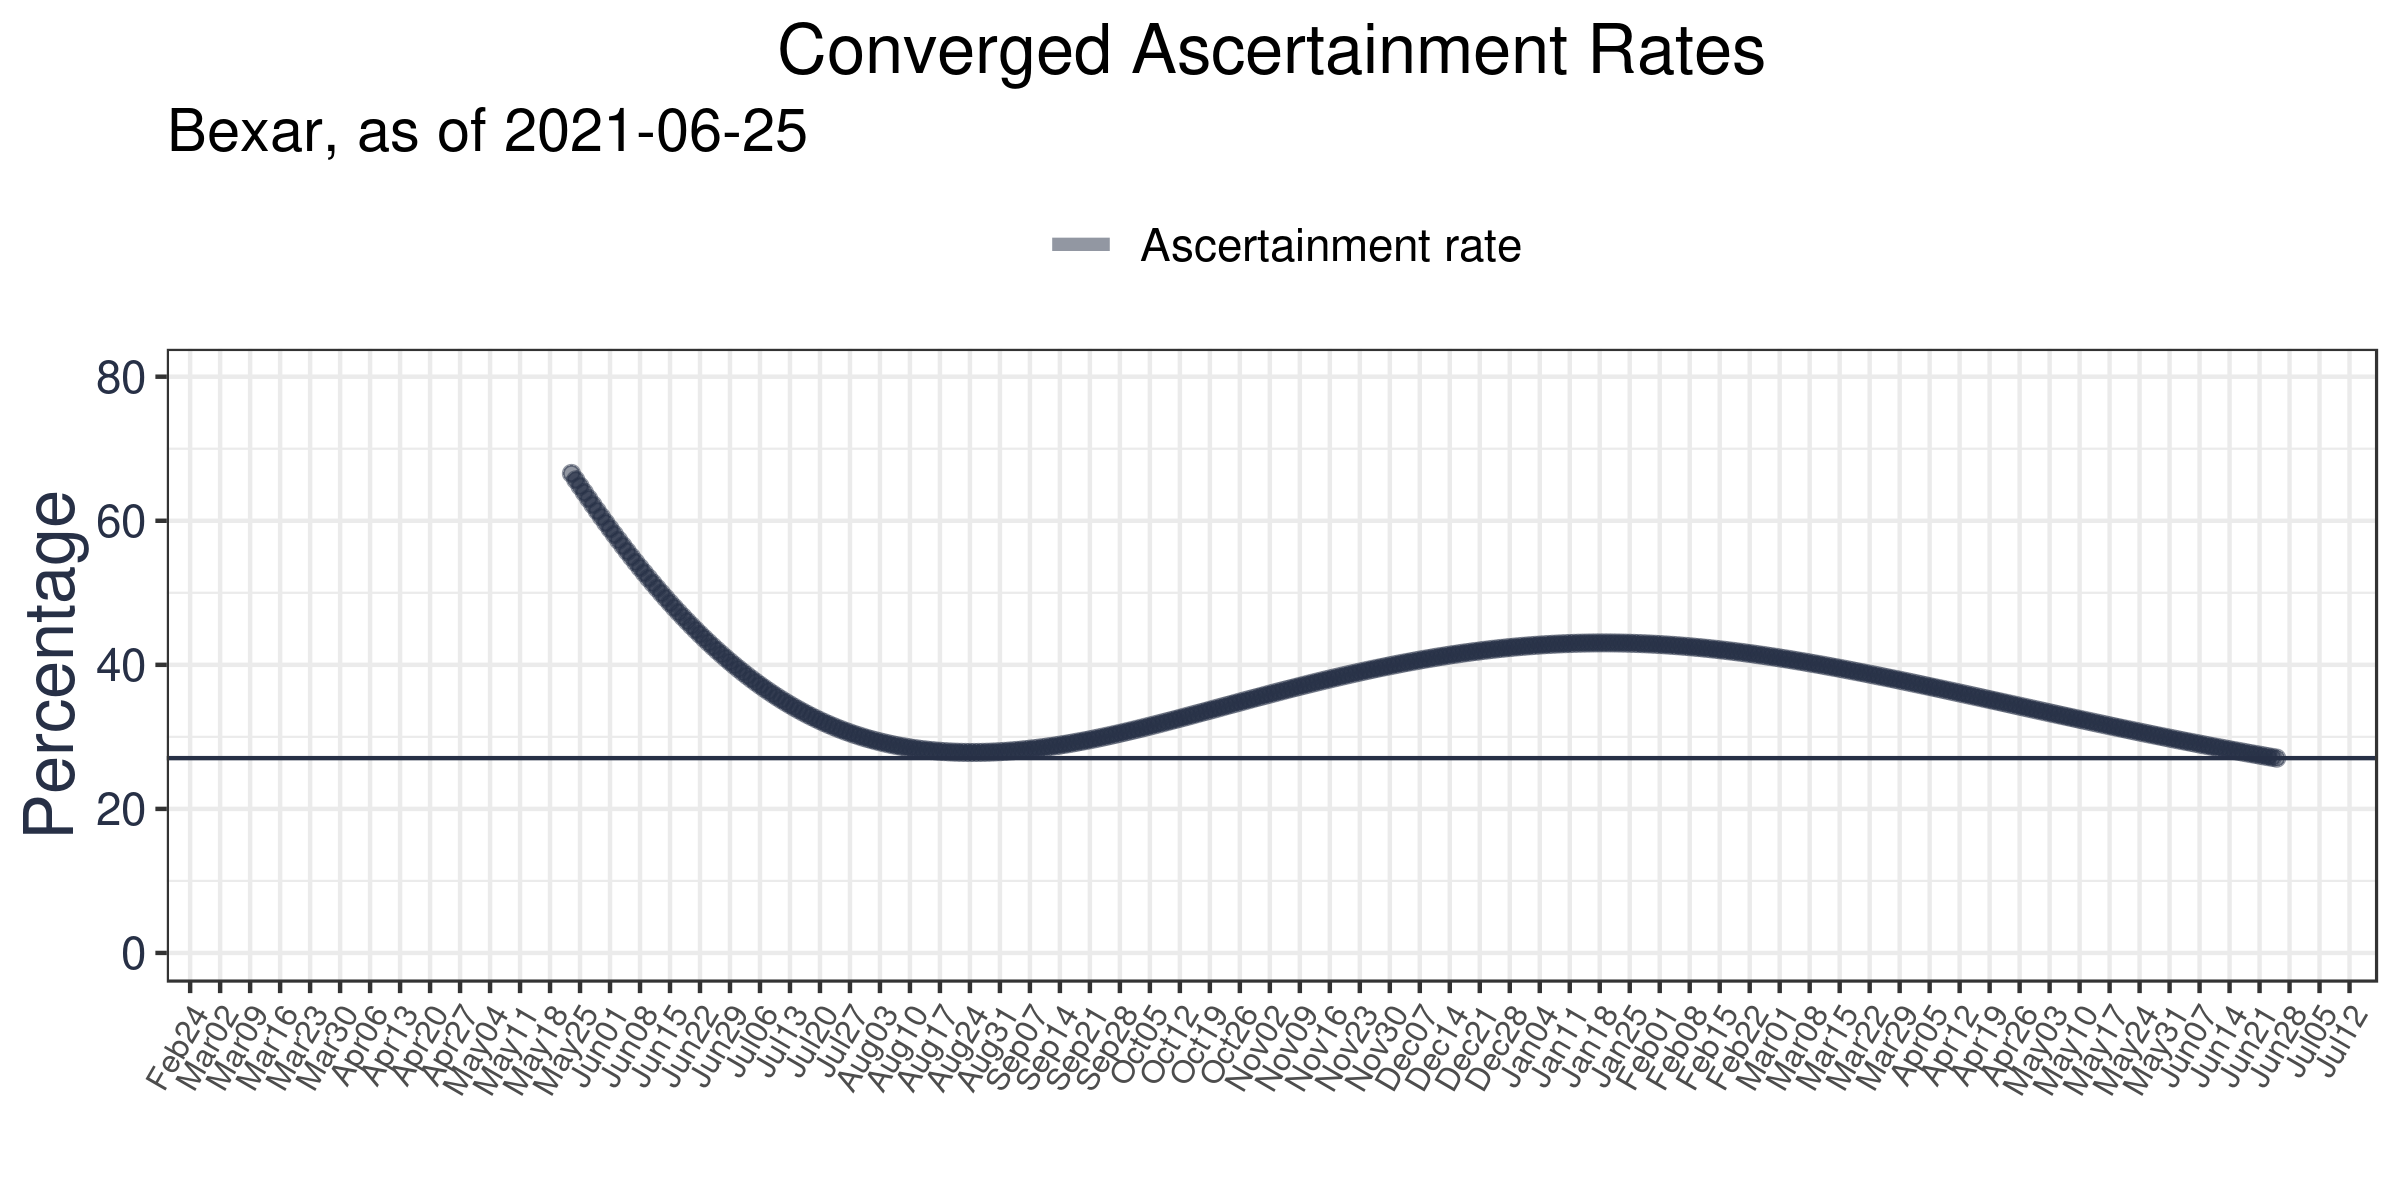 Converged Ascertainment Rates
Bexar, as of 2021-06-25
Ascertainment rate
Percentage
80
60
40
20
0
Feb24 Mar02 Mar09 Mar16 Mar23 Mar30 Apr06 Apr13 Apr20 Apr27 May04 May11 May18 May25 Jun01 Jun08 Jun15 Jun22 Jun29 Jul06 Jul13 Jul20 Jul27 Aug03 Aug10 Aug17 Aug24 Aug31 Sep07 Sep14 Sep21 Sep28 Oct05 Oct12 Oct19 Oct26 Nov02 Nov09 Nov16 Nov23 Nov30 Dec07 Dec14 Dec21 Dec28 Jan04 Jan11 Jan18 Jan25 Feb01 Feb08 Feb15 Feb22 Mar01 Mar08 Mar15 Mar22 Mar29 Apr05 Apr12 Apr19 Apr26 May03 May10 May17 May24 May31 Jun07 Jun14 Jun21 Jun28 Jul05 Jul12